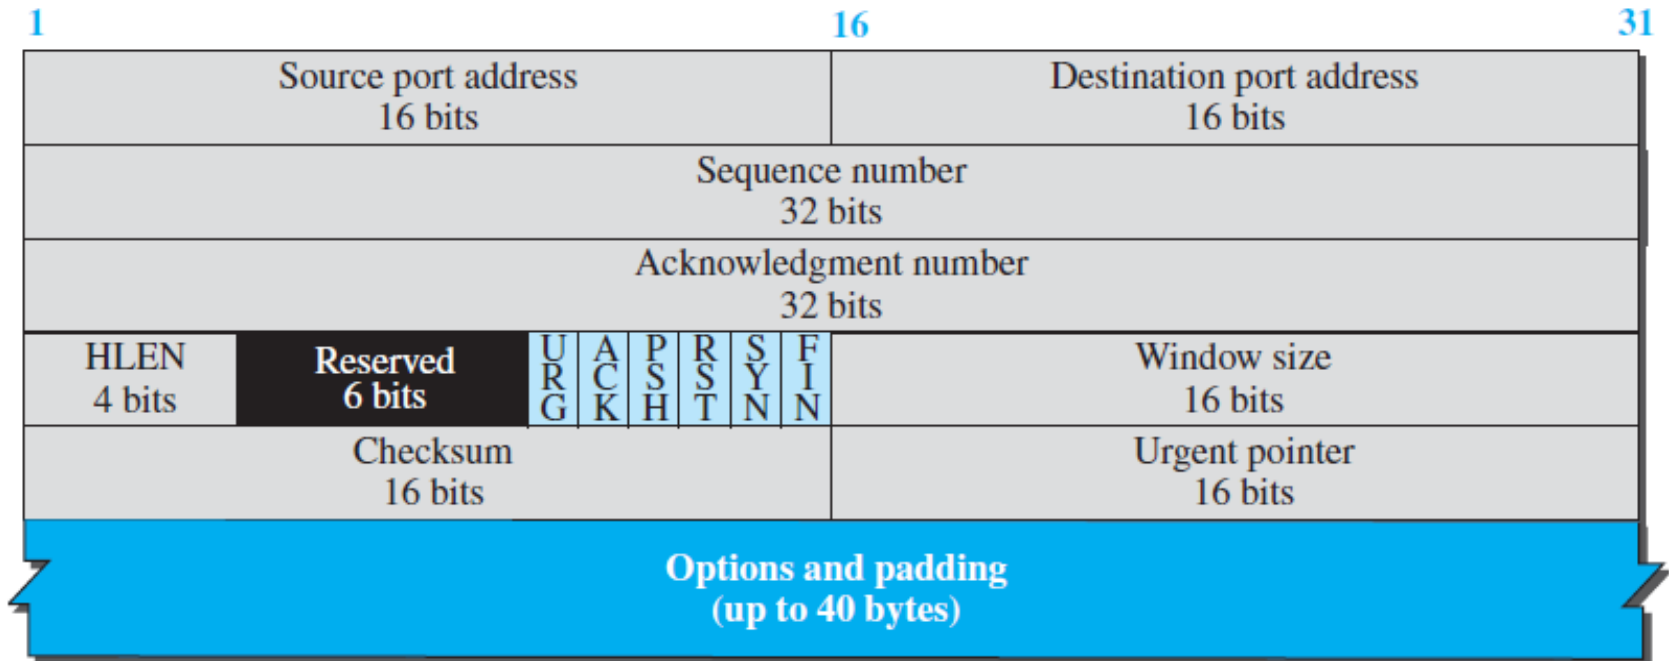 1 16 31
Source port address Destination port address
16 bits 16 bits
Sequence number
32 bits
Acknowledgment number
32 bits
HLEN Reserved URG ACK PSH RST SYN FIN Window size
4 bits 6 bits 16 bits
Checksum Urgent pointer
16 bits 16 bits
Options and padding
(up to 40 bytes)